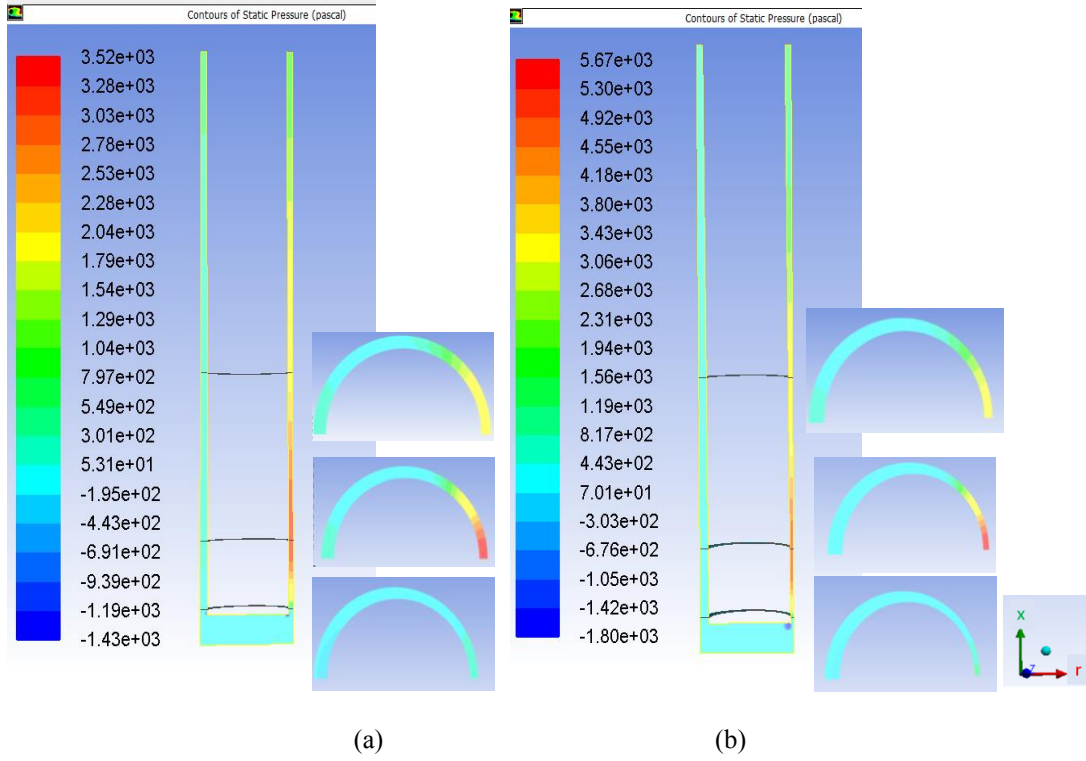 Contours of Static Pressure (pascal)
3.52e+03
3.28e+03
3.03e+03
2.78e+03
2.53e+03
2.28e+03
2.04e+03
1.79e+03
1.54e+03
1.29e+03
1.04e+03
7.97e+02
5.49e+02
3.01e+02
5.31e+01
-1.95e+02
-4.43e+02
-6.91e+02
-9.39e+02
-1.19e+03
-1.43e+03
(a)
Contours of Static Pressure (pascal)
5.67e+03
5.30e+03
4.92e+03
4.55e+03
4.18e+03
3.80e+03
3.43e+03
3.06e+03
2.68e+03
2.31e+03
1.94e+03
1.56e+03
1.19e+03
8.17e+02
4.43e+02
7.01e+01
-3.03e+02
-6.76e+02
-1.05e+03
-1.42e+03
-1.80e+03
X
Z
r
(b)